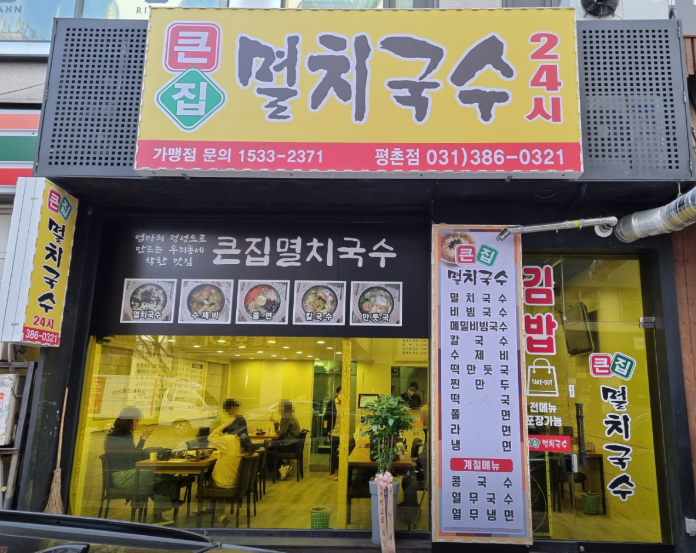 큰집 멸치국수 24시
가맹점 문의 1533-2371 평촌점 031)386-0321
큰집
멸치국수
24시
386-0321
엄마의 정성으로
만드는 우리동네
착한 맛집
큰집멸치국수
멸치국수 수제비 쫄면 칼국수 만둣국
큰집
멸치국수
멸치국수
비빔국수
메밀비빔국수
칼국수
수제비
떡만둣국
찐만두
떡국
쫄면
라면
냉면
계절메뉴
콩국수
열무국수
열무냉면
김밥
TAKE-OUT
전메뉴
포장가능
멸치국수
큰집
멸치국수